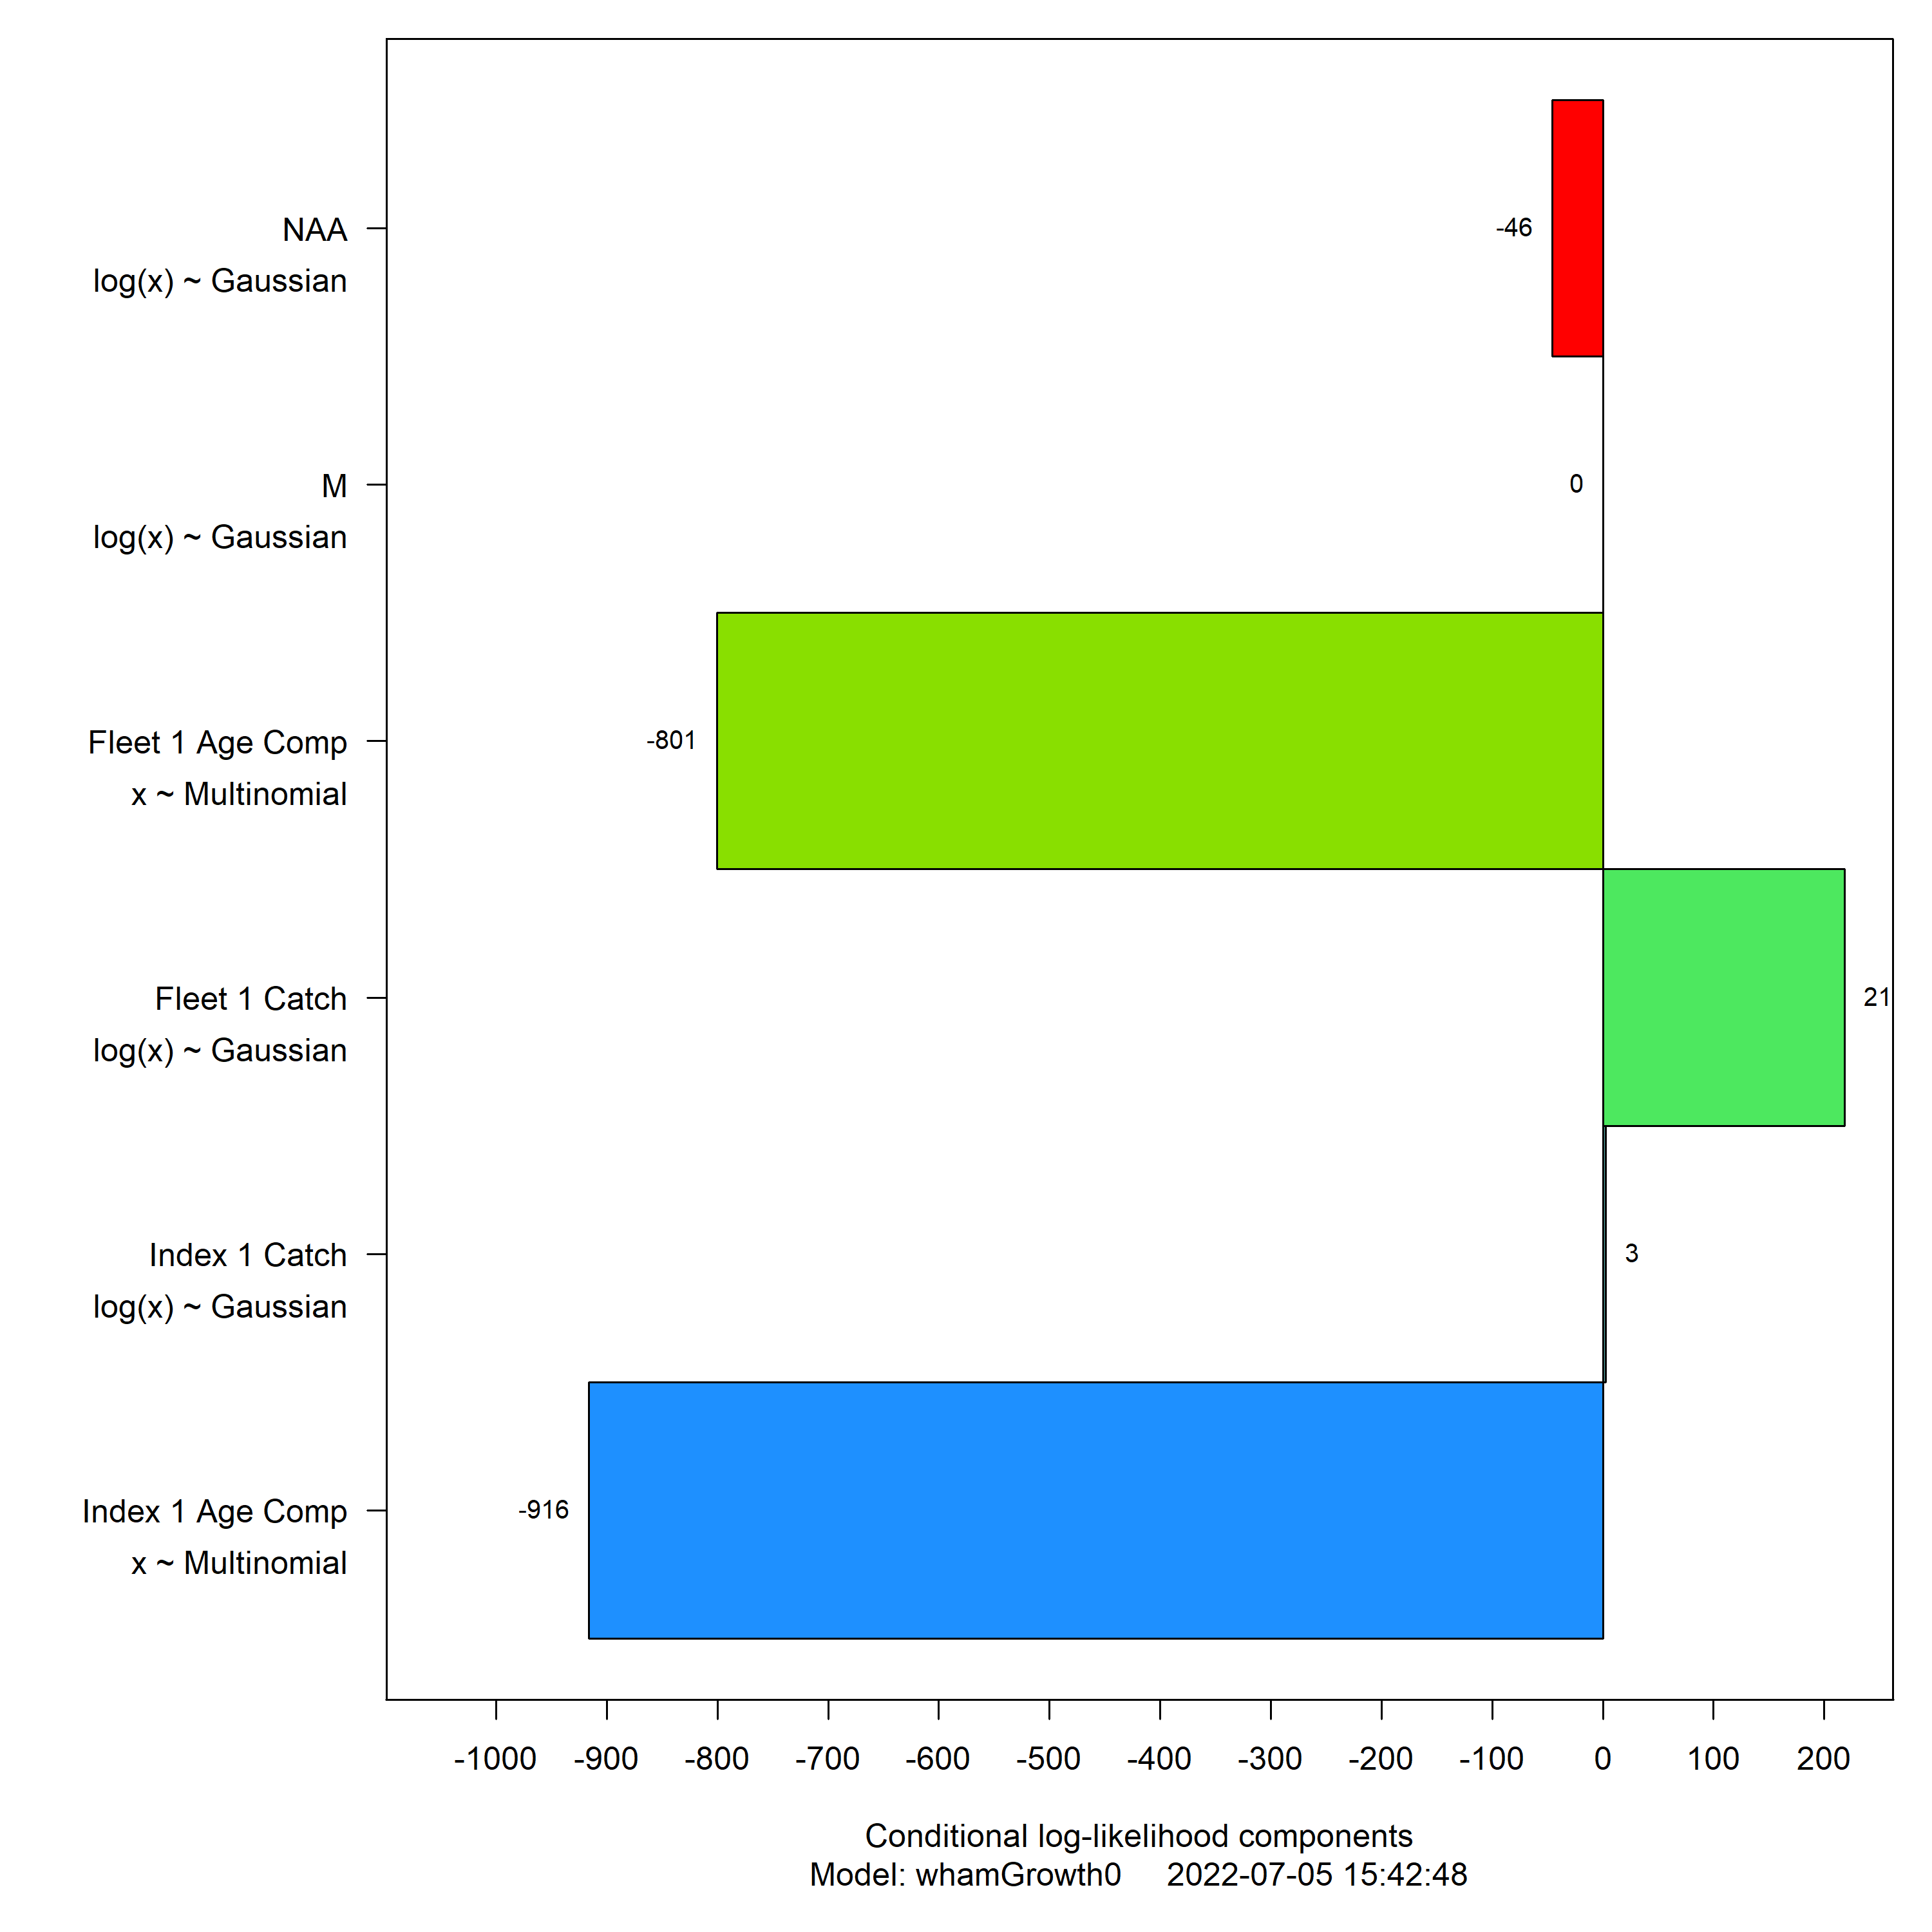 NAA
log(x) ~ Gaussian
-46
M
log(x) ~ Gaussian
0
Fleet 1 Age Comp
x ~ Multinomial
-801
Fleet 1 Catch
log(x) ~ Gaussian
21
Index 1 Catch
log(x) ~ Gaussian
3
Index 1 Age Comp
x ~ Multinomial
-916
-1000 -900 -800 -700 -600 -500 -400 -300 -200 -100 0 100 200
Conditional log-likelihood components
Model: whamGrowth0 2022-07-05 15:42:48